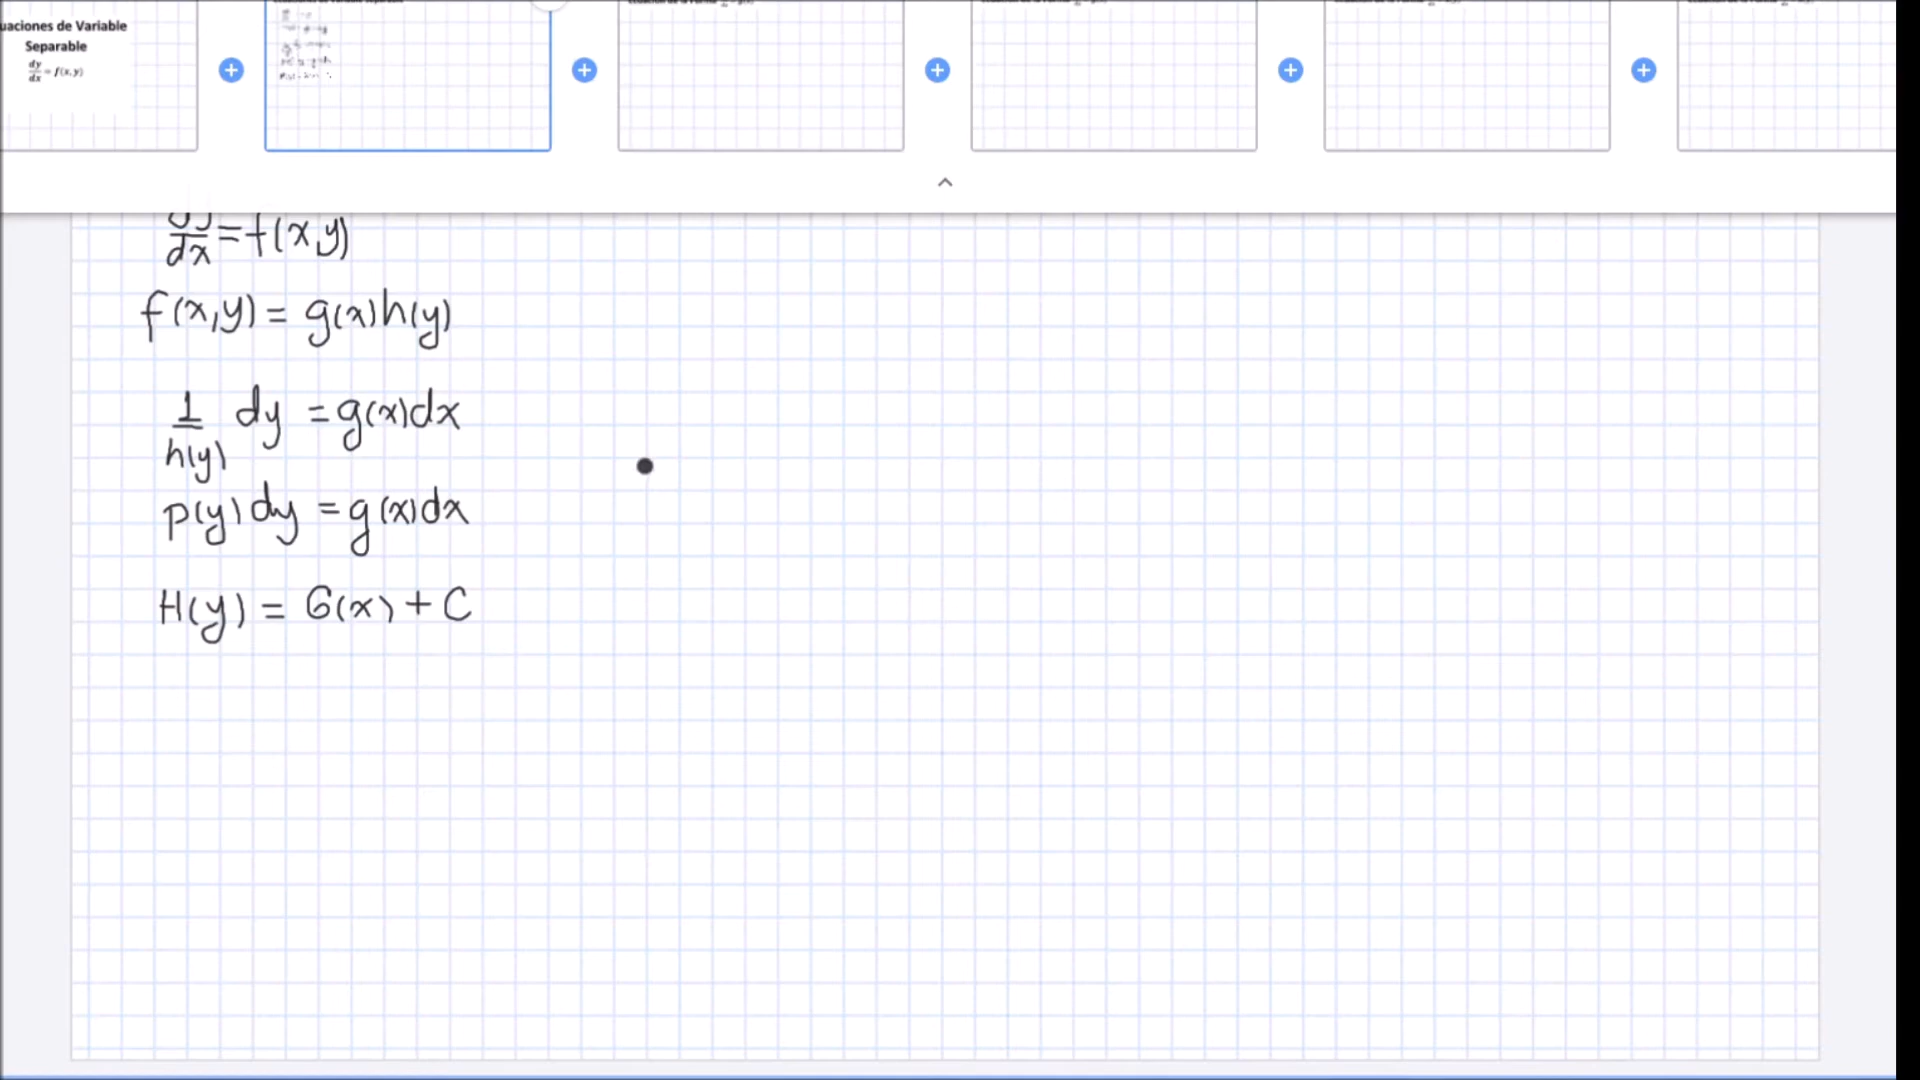 uaciones de Variable
Separable
dy/dx = f(x,y)
dy/dx = f(x,y)
f(x,y) = g(x)h(y)
1/h(y) dy = g(x)dx
p(y)dy = g(x)dx
H(y) = G(x) + C